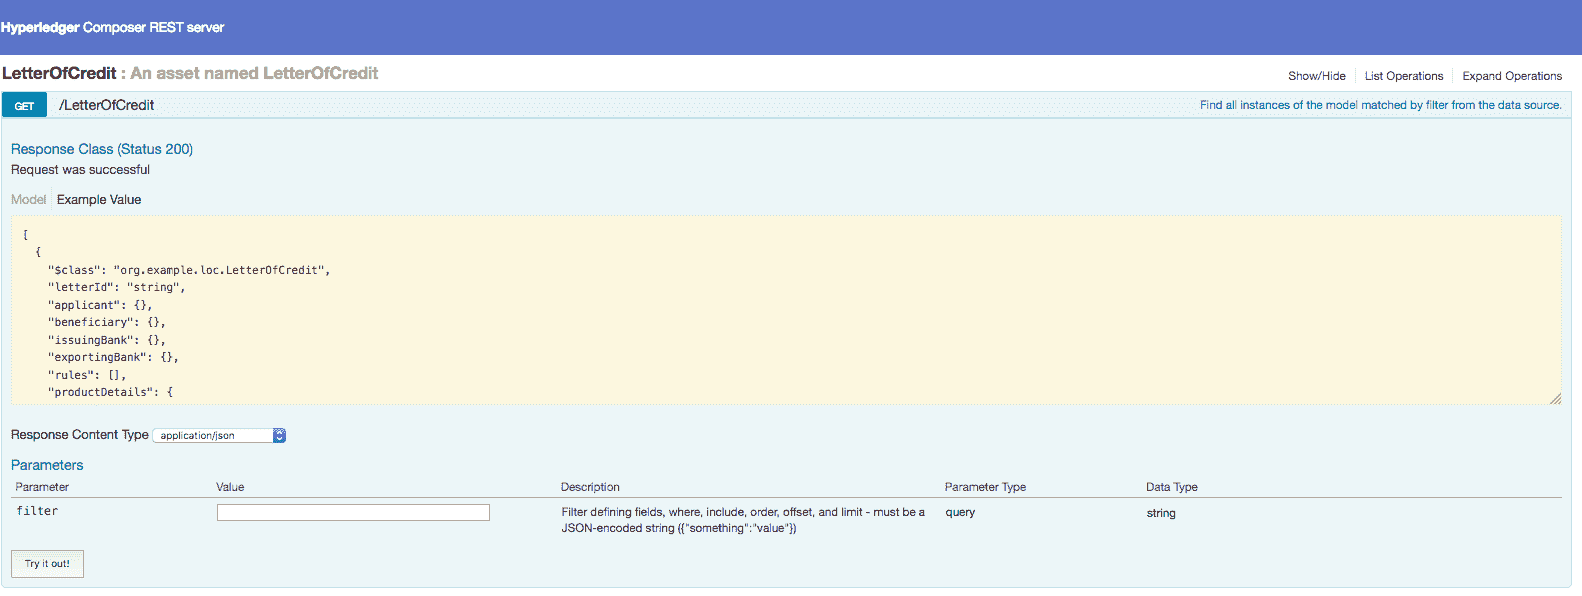 Hyperledger Composer REST server
LetterOfCredit : An asset named LetterOfCredit
Show/Hide List Operations Expand Operations
GET /LetterOfCredit Find all instances of the model matched by filter from the data source.
Response Class (Status 200)
Request was successful
Model Example Value
[
{
"$class": "org.example.loc.LetterOfCredit",
"letterId": "string",
"applicant": {},
"beneficiary": {},
"issuingBank": {},
"exportingBank": {},
"rules": [],
"productDetails": {
Response Content Type application/json
Parameters
Parameter Value Description Parameter Type Data Type
filter Filter defining fields, where, include, order, offset, and limit - must be a query string
JSON-encoded string ({"something":"value"})
Try it out!